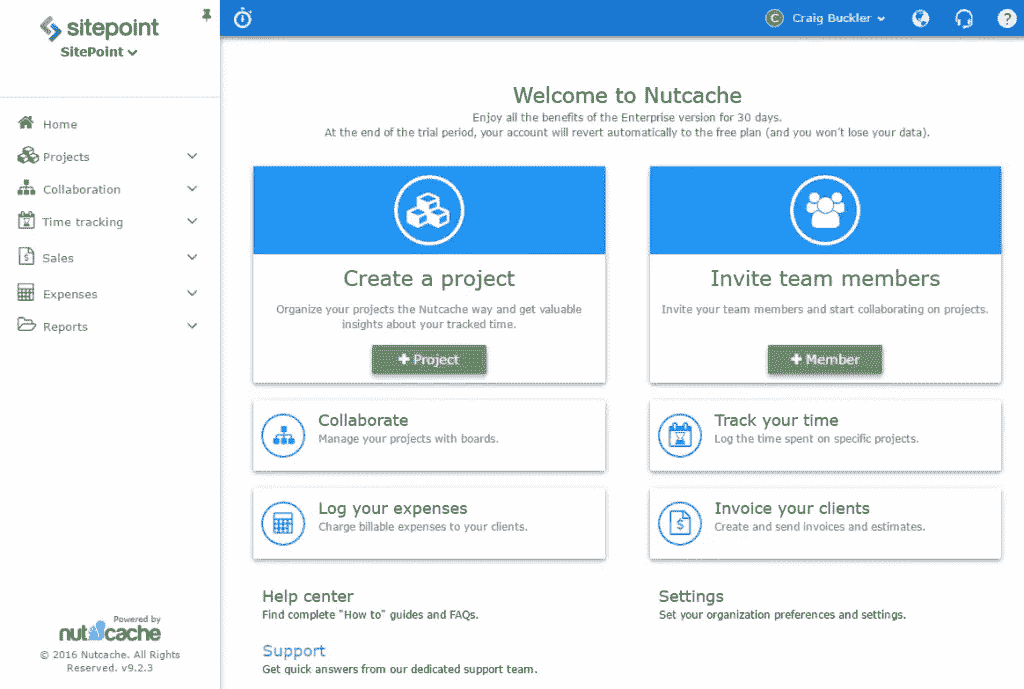 sitepoint
SitePoint
Home
Projects
Collaboration
Time tracking
Sales
Expenses
Reports
Powered by
nutcache
© 2016 Nutcache. All Rights
Reserved. v9.2.3
C Craig Buckler
?
Welcome to Nutcache
Enjoy all the benefits of the Enterprise version for 30 days.
At the end of the trial period, your account will revert automatically to the free plan (and you won't lose your data).
Create a project
Organize your projects the Nutcache way and get valuable
insights about your tracked time.
+ Project
Invite team members
Invite your team members and start collaborating on projects.
+ Member
Collaborate
Manage your projects with boards.
Track your time
Log the time spent on specific projects.
Log your expenses
Charge billable expenses to your clients.
$
Invoice your clients
Create and send invoices and estimates.
Help center
Find complete "How to" guides and FAQs.
Settings
Set your organization preferences and settings.
Support
Get quick answers from our dedicated support team.